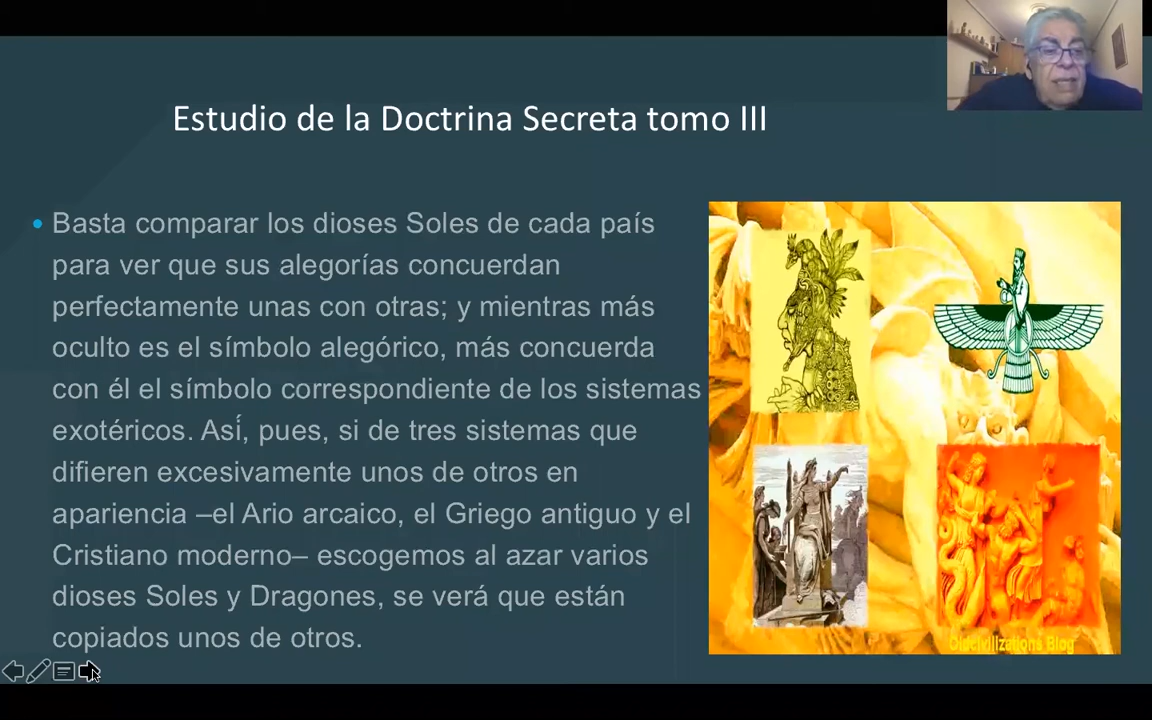 Estudio de la Doctrina Secreta tomo III
• Basta comparar los dioses Soles de cada país
para ver que sus alegorías concuerdan
perfectamente unas con otras; y mientras más
oculto es el símbolo alegórico, más concuerda
con él el símbolo correspondiente de los sistemas
exotéricos. Así́, pues, si de tres sistemas que
difieren excesivamente unos de otros en
apariencia –el Ario arcaico, el Griego antiguo y el
Cristiano moderno– escogemos al azar varios
dioses Soles y Dragones, se verá que están
copiados unos de otros.
Oldcivilizations Blog